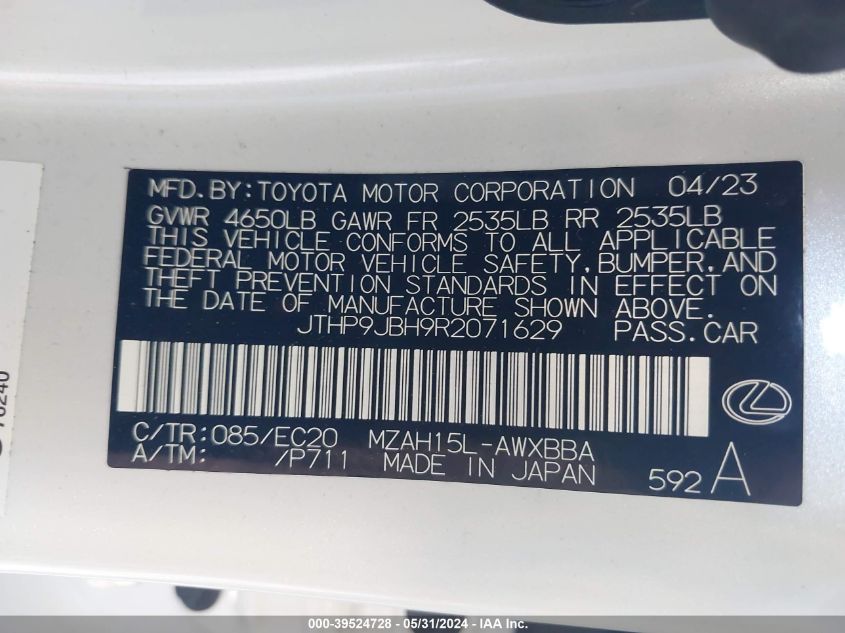 MFD.BY:TOYOTA MOTOR CORPORATION 04/23
GVWR 4650LB GAWR FR 2535LB RR 2535LB
THIS VEHICLE CONFORMS TO ALL APPLICABLE
FEDERAL MOTOR VEHICLE SAFETY,BUMPER,AND
THEFT PREVENTION STANDARDS IN EFFECT ON
THE DATE OF MANUFACTURE SHOWN ABOVE.
JTHP9JBH9R2071629 PASS.CAR
C/TR:085/EC20 MZAH15L-AWXBBA
A/TM: /P711 MADE IN JAPAN
592 A
000-39524728 - 05/31/2024 - IAA Inc.